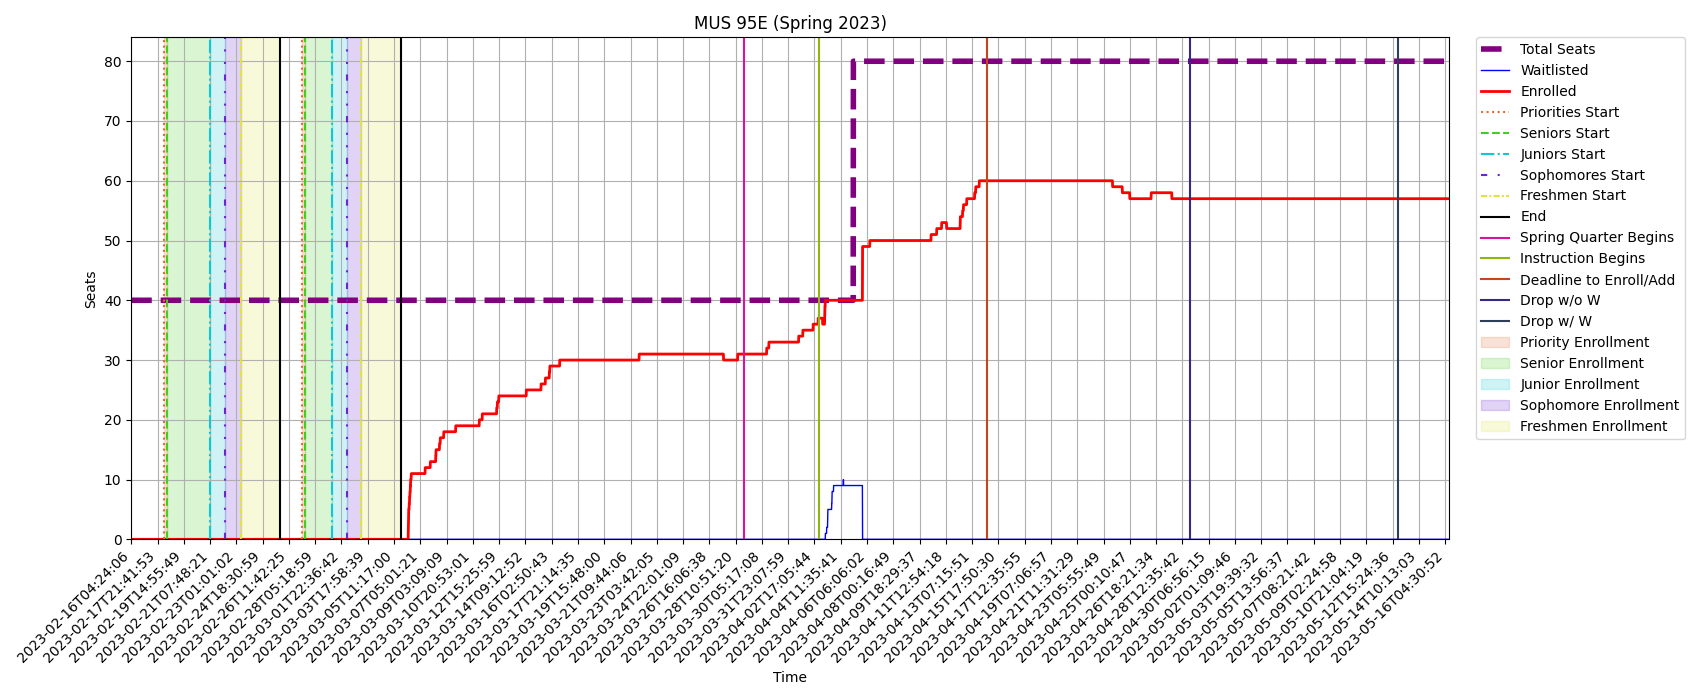 MUS 95E (Spring 2023)
Seats
80
70
60
50
40
30
20
10
0
2023-02-16T04:24:06
2023-02-17T21:41:53
2023-02-19T14:55:49
2023-02-21T07:48:21
2023-02-23T01:01:02
2023-02-24T18:30:59
2023-02-26T11:42:25
2023-02-28T05:18:59
2023-03-01T22:36:42
2023-03-03T17:58:39
2023-03-05T11:17:00
2023-03-07T05:01:21
2023-03-09T03:09:09
2023-03-10T20:53:01
2023-03-12T15:25:59
2023-03-14T09:12:52
2023-03-16T02:50:43
2023-03-17T21:14:35
2023-03-19T15:48:00
2023-03-21T09:44:06
2023-03-23T03:42:05
2023-03-24T22:01:09
2023-03-26T16:06:38
2023-03-28T10:51:20
2023-03-30T05:17:08
2023-03-31T23:07:59
2023-04-02T17:05:44
2023-04-04T11:35:41
2023-04-06T06:06:02
2023-04-08T00:16:49
2023-04-09T18:29:37
2023-04-11T12:54:18
2023-04-13T07:15:51
2023-04-15T17:50:30
2023-04-17T12:35:55
2023-04-19T07:06:57
2023-04-21T11:31:29
2023-04-23T05:55:49
2023-04-25T00:10:47
2023-04-26T18:21:34
2023-04-28T12:35:42
2023-04-30T06:56:15
2023-05-02T01:09:46
2023-05-03T19:39:32
2023-05-05T13:56:37
2023-05-07T08:21:42
2023-05-09T02:24:58
2023-05-10T21:04:19
2023-05-12T15:24:36
2023-05-14T10:13:03
2023-05-16T04:30:52
Time
Total Seats
Waitlisted
Enrolled
Priorities Start
Seniors Start
Juniors Start
Sophomores Start
Freshmen Start
End
Spring Quarter Begins
Instruction Begins
Deadline to Enroll/Add
Drop w/o W
Drop w/ W
Priority Enrollment
Senior Enrollment
Junior Enrollment
Sophomore Enrollment
Freshmen Enrollment